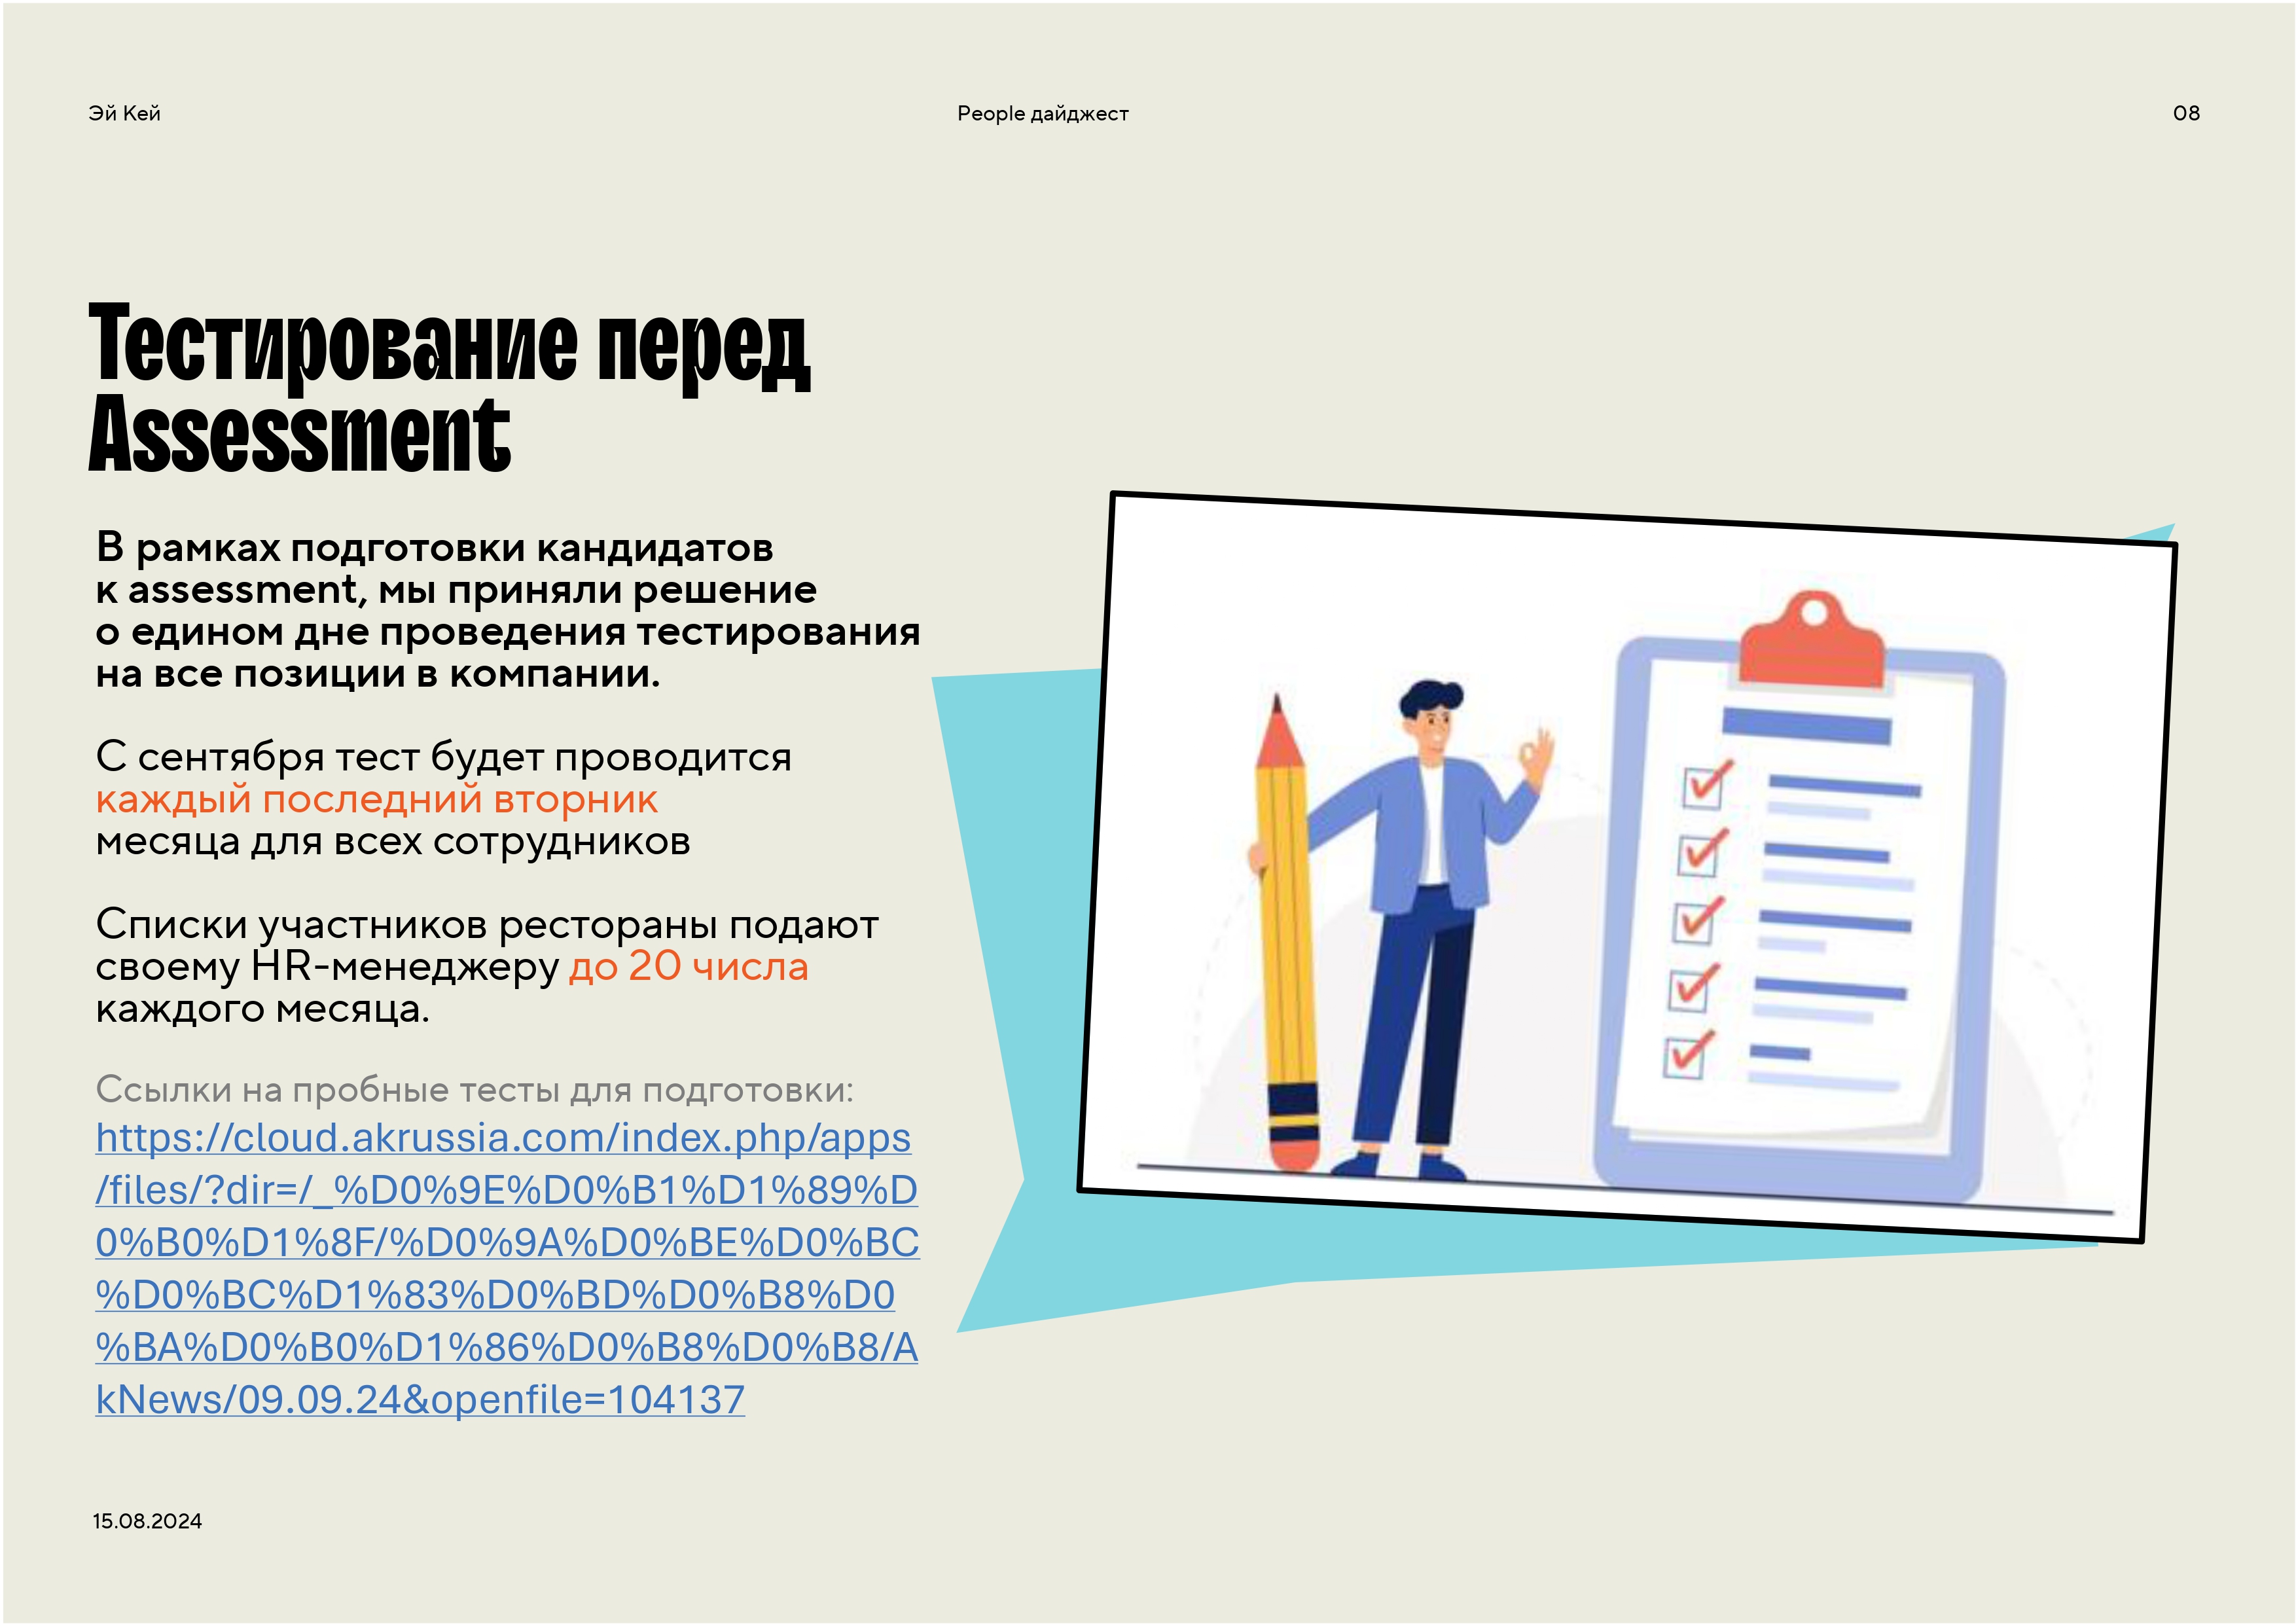 Эй Кей
People дайджест
08
Тестирование перед
Assessment
В рамках подготовки кандидатов
к assessment, мы приняли решение
о едином дне проведения тестирования
на все позиции в компании.
С сентября тест будет проводится
каждый последний вторник
месяца для всех сотрудников
Списки участников рестораны подают
своему HR-менеджеру до 20 числа
каждого месяца.
Ссылки на пробные тесты для подготовки:
https://cloud.akrussia.com/index.php/apps
/files/?dir=/_%D0%9E%D0%B1%D1%89%D
0%B0%D1%8F/%D0%9A%D0%BE%D0%BC
%D0%BC%D1%83%D0%BD%D0%B8%D0
%BA%D0%B0%D1%86%D0%B8%D0%B8/A
kNews/09.09.24&openfile=104137
15.08.2024